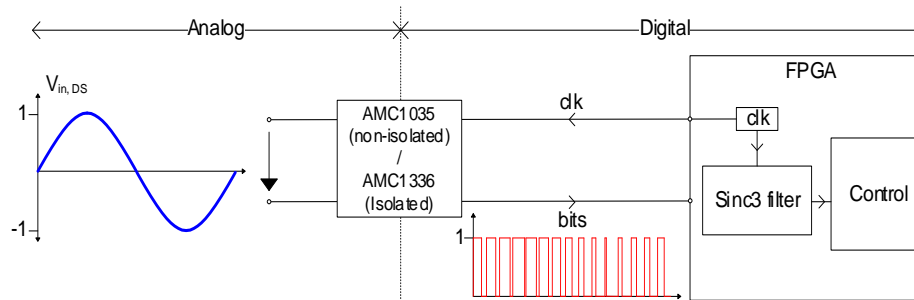 Analog
Digital
V in, DS
1
-1
AMC1035
(non-isolated)
/
AMC1336
(Isolated)
clk
bits
1
FPGA
clk
Sinc3 filter
Control